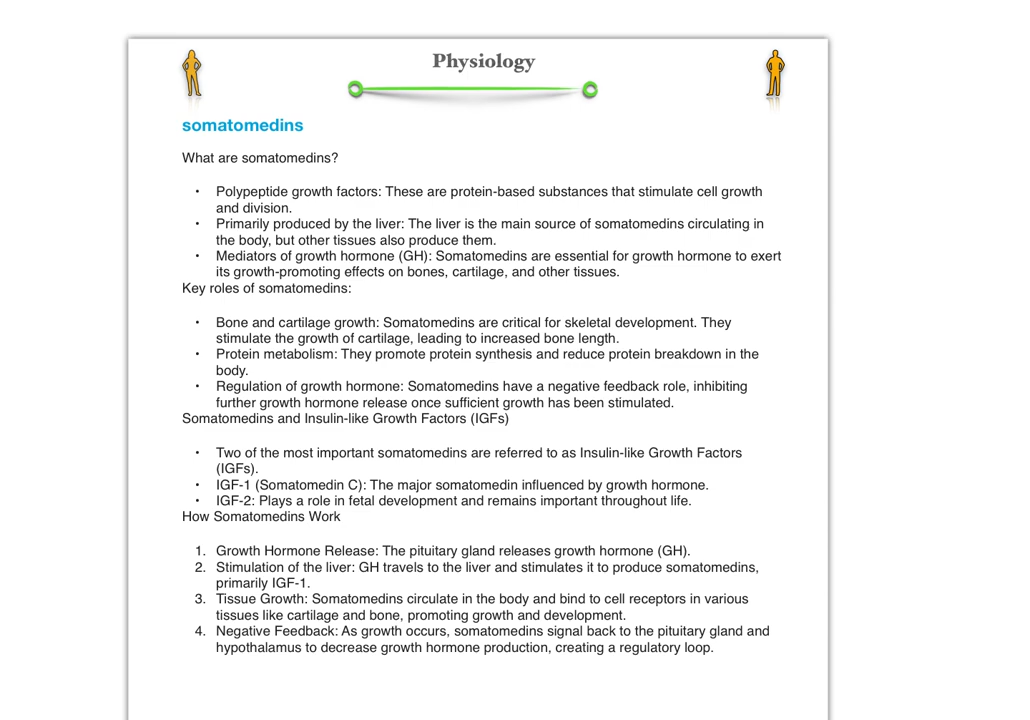 Physiology
somatomedins
What are somatomedins?
• Polypeptide growth factors: These are protein-based substances that stimulate cell growth
and division.
• Primarily produced by the liver: The liver is the main source of somatomedins circulating in
the body, but other tissues also produce them.
• Mediators of growth hormone (GH): Somatomedins are essential for growth hormone to exert
its growth-promoting effects on bones, cartilage, and other tissues.
Key roles of somatomedins:
• Bone and cartilage growth: Somatomedins are critical for skeletal development. They
stimulate the growth of cartilage, leading to increased bone length.
• Protein metabolism: They promote protein synthesis and reduce protein breakdown in the
body.
• Regulation of growth hormone: Somatomedins have a negative feedback role, inhibiting
further growth hormone release once sufficient growth has been stimulated.
Somatomedins and Insulin-like Growth Factors (IGFs)
• Two of the most important somatomedins are referred to as Insulin-like Growth Factors
(IGFs).
• IGF-1 (Somatomedin C): The major somatomedin influenced by growth hormone.
• IGF-2: Plays a role in fetal development and remains important throughout life.
How Somatomedins Work
1. Growth Hormone Release: The pituitary gland releases growth hormone (GH).
2. Stimulation of the liver: GH travels to the liver and stimulates it to produce somatomedins,
primarily IGF-1.
3. Tissue Growth: Somatomedins circulate in the body and bind to cell receptors in various
tissues like cartilage and bone, promoting growth and development.
4. Negative Feedback: As growth occurs, somatomedins signal back to the pituitary gland and
hypothalamus to decrease growth hormone production, creating a regulatory loop.